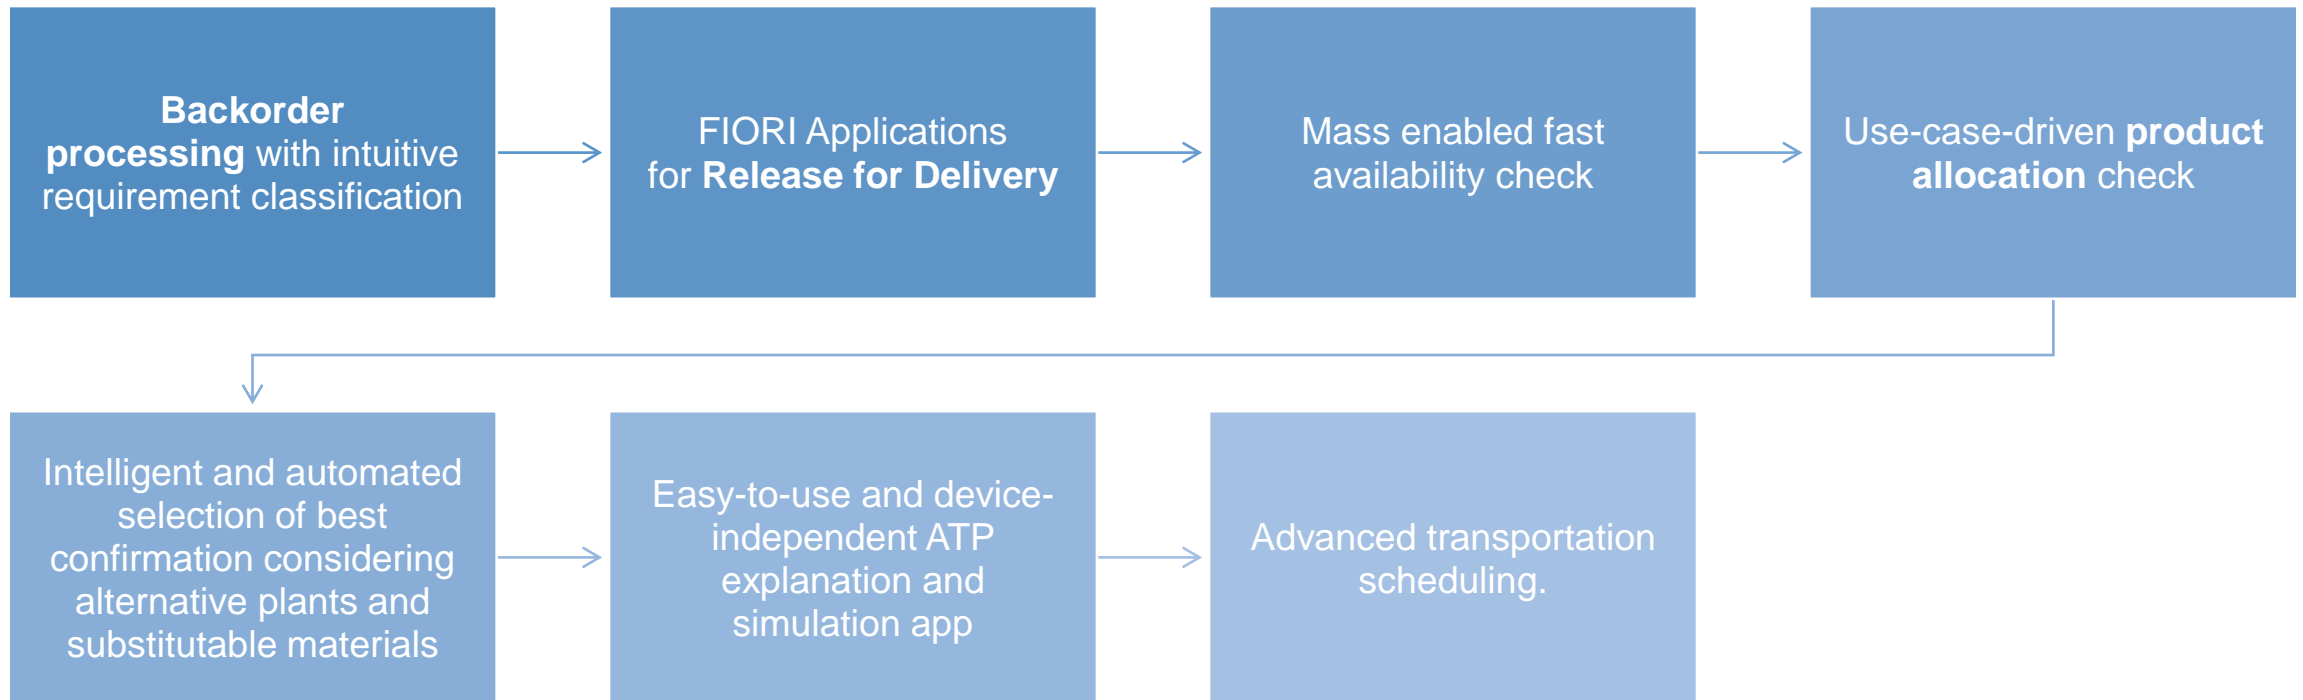 Backorder
processing with intuitive
requirement classification
FIORI Applications
for Release for Delivery
Mass enabled fast
availability check
Use-case-driven product
allocation check
Intelligent and automated
selection of best
confirmation considering
alternative plants and
substitutable materials
Easy-to-use and device-
independent ATP
explanation and
simulation app
Advanced transportation
scheduling.